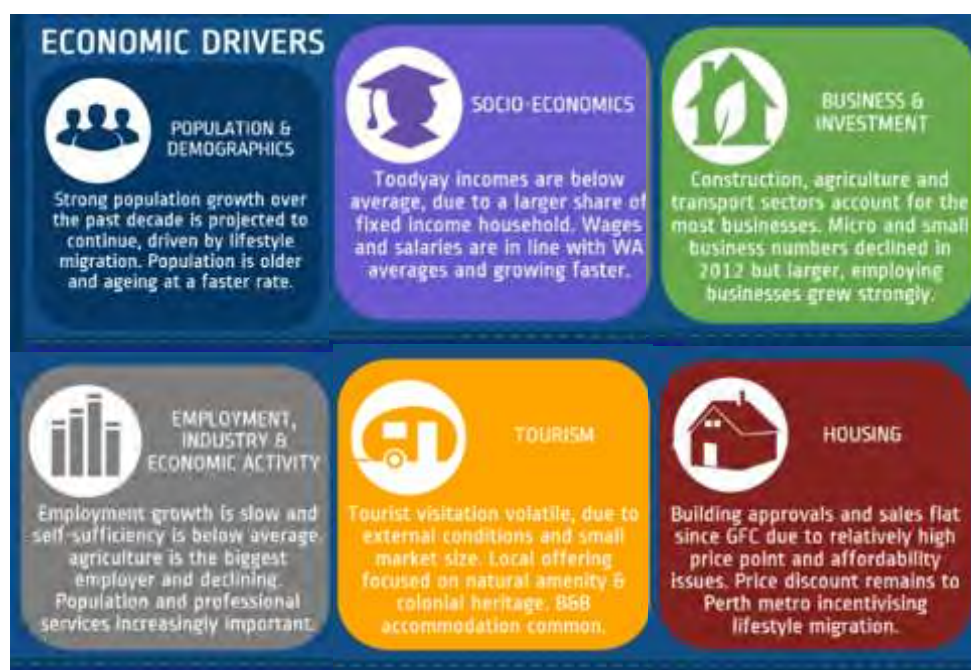 ECONOMIC DRIVERS
POPULATION &
DEMOGRAPHICS
Strong population growth over
the past decade is projected to
continue, driven by lifestyle
migration. Population is older
and ageing at a faster rate.
SOCIO-ECONOMICS
Toodyay incomes are below
average, due to a larger share of
fixed income household. Wages
and salaries are in line with WA
averages and growing faster.
BUSINESS &
INVESTMENT
Construction, agriculture and
transport sectors account for the
most businesses. Micro and small
business numbers declined in
2012 but larger, employing
businesses grew strongly.
EMPLOYMENT,
INDUSTRY &
ECONOMIC ACTIVITY
Employment growth is slow and
self-sufficiency is below average,
agriculture is the biggest
employer and declining.
Population and professional
services increasingly important.
TOURISM
Tourist visitation volatile, due to
external conditions and small
market size. Local offering
focused on natural amenity &
colonial heritage. B&B
accommodation common.
HOUSING
Building approvals and sales flat
since GFC due to relatively high
price point and affordability
issues. Price discount remains to
Perth metro incentivising
lifestyle migration.